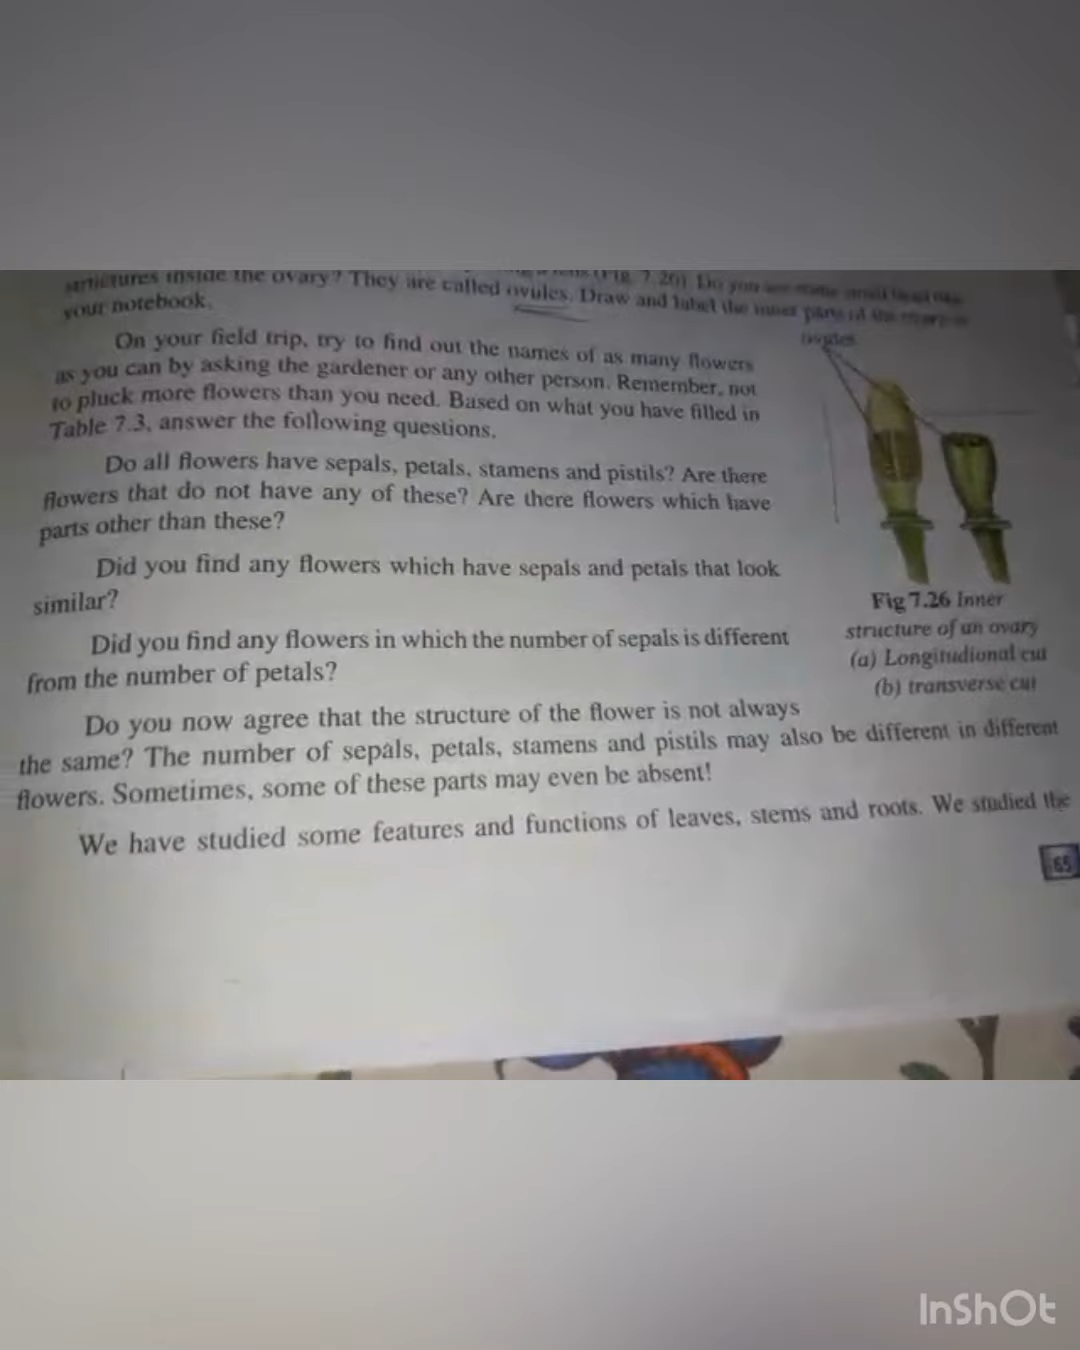 structures inside the ovary? They are called ovules. Draw and label the inner parts of the
your notebook.
On your field trip, try to find out the names of as many flowers
as you can by asking the gardener or any other person. Remember, not
to pluck more flowers than you need. Based on what you have filled in
Table 7.3, answer the following questions.
Do all flowers have sepals, petals, stamens and pistils? Are there
flowers that do not have any of these? Are there flowers which have
parts other than these?
Did you find any flowers which have sepals and petals that look
similar?
Did you find any flowers in which the number of sepals is different
from the number of petals?
ovules
Fig 7.26 Inner
structure of an ovary
(a) Longitudional cut
(b) transverse cut
Do you now agree that the structure of the flower is not always
the same? The number of sepals, petals, stamens and pistils may also be different in different
flowers. Sometimes, some of these parts may even be absent!
We have studied some features and functions of leaves, stems and roots. We studied the
65
InShOt